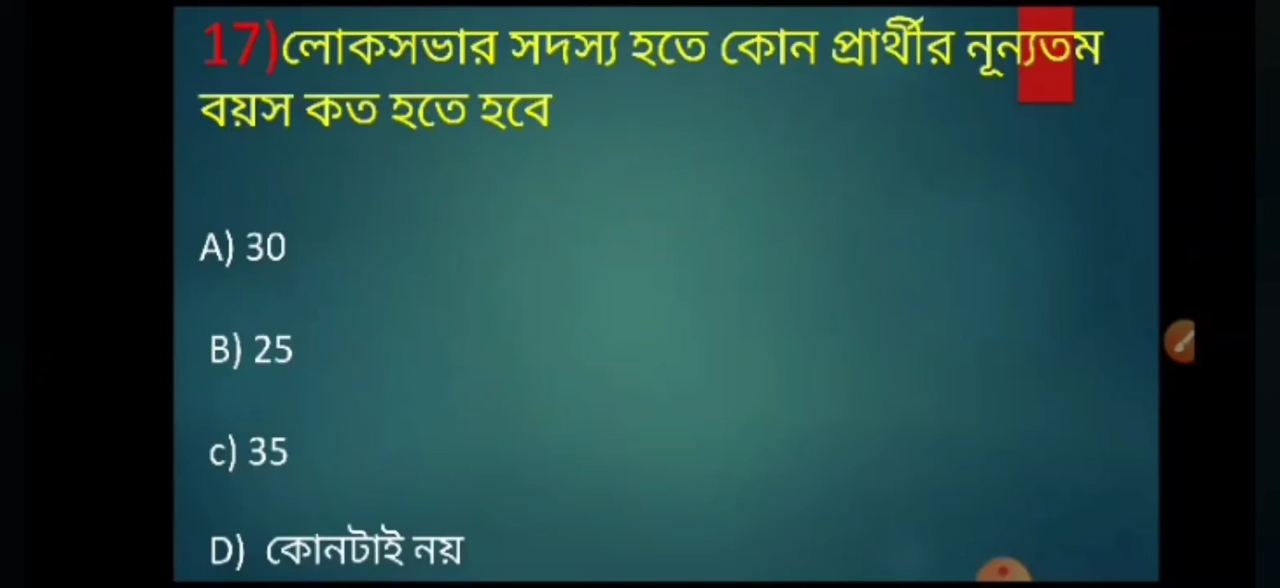 17)লোকসভার সদস্য হতে কোন প্রার্থীর নূন্যতম
বয়স কত হতে হবে
A) 30
B) 25
c) 35
D) কোনটাই নয়